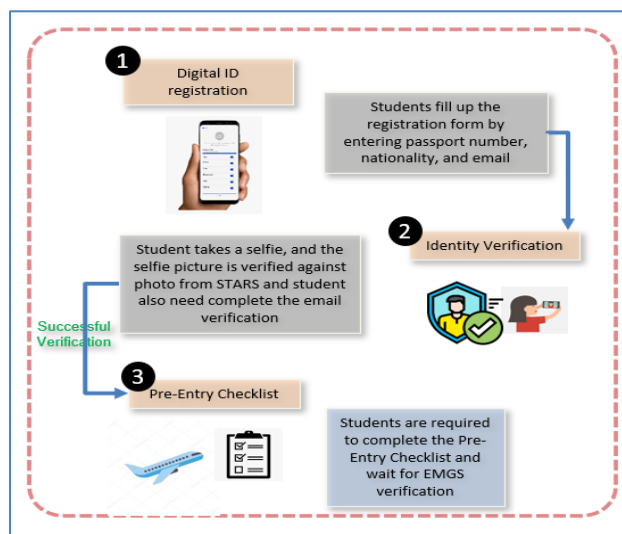 1
Digital ID
registration
Students fill up the
registration form by
entering passport number,
nationality, and email
2
Identity Verification
Student takes a selfie, and the
selfie picture is verified against
photo from STARS and student
also need complete the email
verification
Successful
Verification
3
Pre-Entry Checklist
Students are required
to complete the Pre-
Entry Checklist and
wait for EMGS
verification